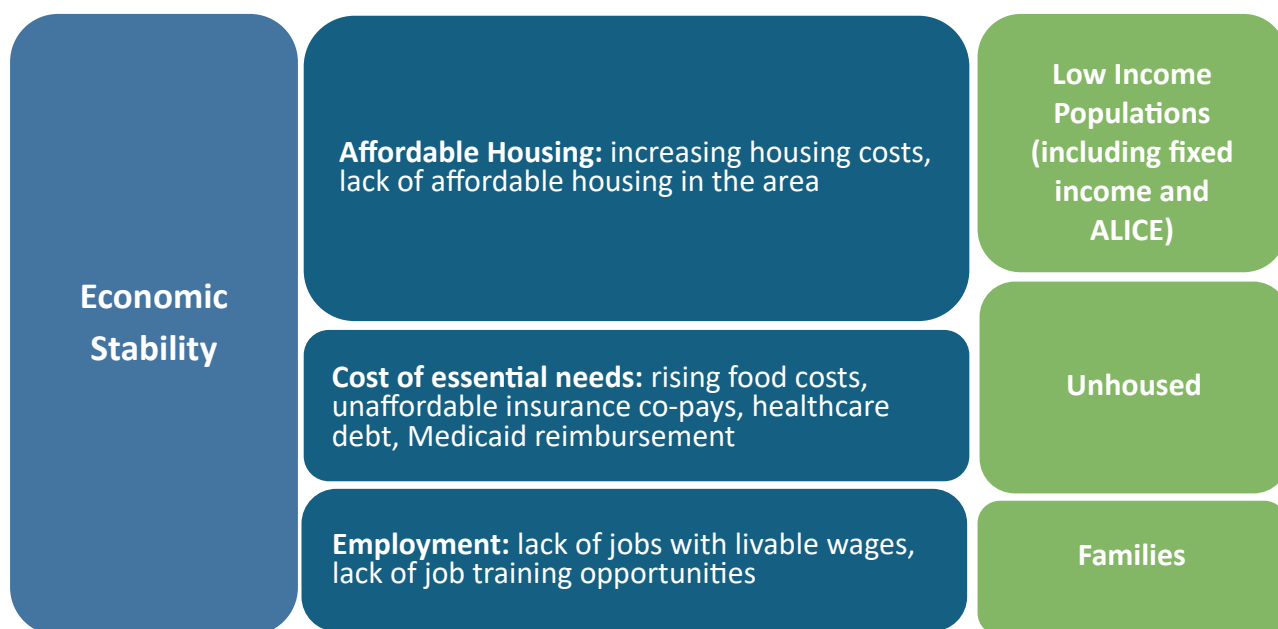 Economic
Stability
Affordable Housing: increasing housing costs,
lack of affordable housing in the area
Cost of essential needs: rising food costs,
unaffordable insurance co-pays, healthcare
debt, Medicaid reimbursement
Employment: lack of jobs with livable wages,
lack of job training opportunities
Low Income
Populations
(including fixed
income and
ALICE)
Unhoused
Families